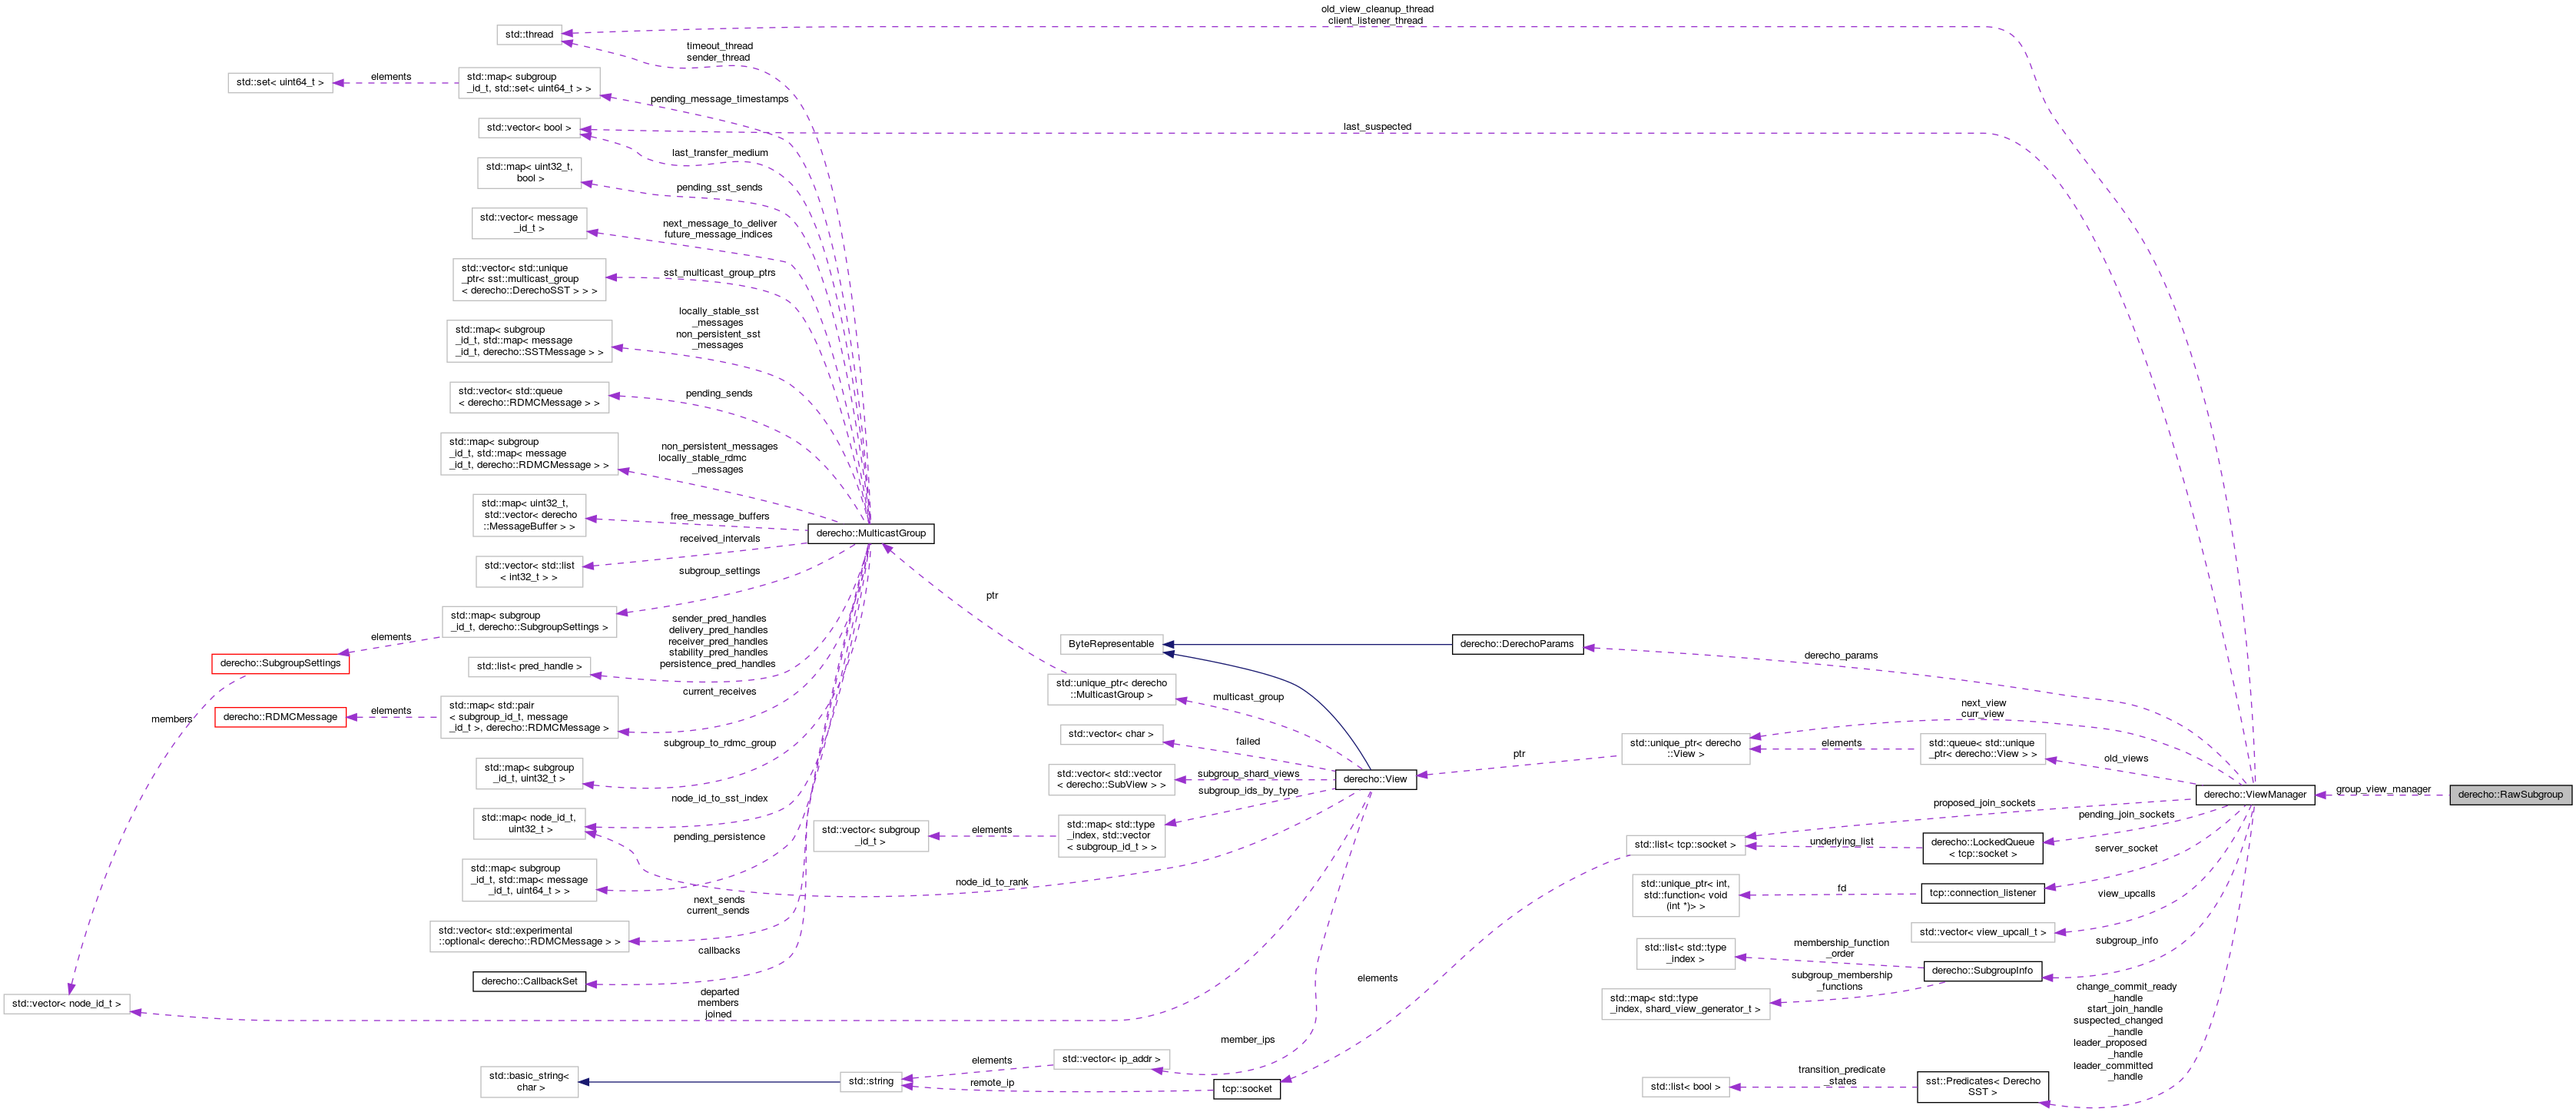 old_view_cleanup_thread
client_listener_thread
std::thread
timeout_thread
sender_thread
std::set< uint64_t >
elements
std::map< subgroup
_id_t, std::set< uint64_t > >
pending_message_timestamps
std::vector< bool >
last_suspected
last_transfer_medium
std::map< uint32_t,
bool >
pending_sst_sends
std::vector< message
_id_t >
next_message_to_deliver
future_message_indices
std::vector< std::unique
_ptr< sst::multicast_group
< derecho::DerechoSST > > >
sst_multicast_group_ptrs
std::map< subgroup
_id_t, std::map< message
_id_t, derecho::SSTMessage > >
locally_stable_sst
_messages
non_persistent_sst
_messages
std::vector< std::queue
< derecho::RDMCMessage > >
pending_sends
std::map< subgroup
_id_t, std::map< message
_id_t, derecho::RDMCMessage > >
non_persistent_messages
locally_stable_rdmc
_messages
std::map< uint32_t,
std::vector< derecho
::MessageBuffer > >
free_message_buffers
derecho::MulticastGroup
received_intervals
std::vector< std::list
< int32_t > >
subgroup_settings
std::map< subgroup
_id_t, derecho::SubgroupSettings >
elements
derecho::SubgroupSettings
sender_pred_handles
delivery_pred_handles
receiver_pred_handles
stability_pred_handles
persistence_pred_handles
std::list< pred_handle >
current_receives
std::map< std::pair
< subgroup_id_t, message
_id_t >, derecho::RDMCMessage >
elements
derecho::RDMCMessage
members
subgroup_to_rdmc_group
std::map< subgroup
_id_t, uint32_t >
node_id_to_sst_index
std::map< node_id_t,
uint32_t >
pending_persistence
std::map< subgroup
_id_t, std::map< message
_id_t, uint64_t > >
next_sends
current_sends
std::vector< std::experimental
::optional< derecho::RDMCMessage > >
callbacks
derecho::CallbackSet
std::vector< node_id_t >
departed
members
joined
ptr
ByteRepresentable
derecho::DerechoParams
derecho_params
std::unique_ptr< derecho
::MulticastGroup >
multicast_group
std::vector< char >
failed
std::vector< std::vector
< derecho::SubView > >
subgroup_shard_views
subgroup_ids_by_type
derecho::View
std::vector< subgroup
_id_t >
elements
std::map< std::type
_index, std::vector
< subgroup_id_t > >
node_id_to_rank
ptr
std::unique_ptr< derecho
::View >
next_view
curr_view
elements
std::queue< std::unique
_ptr< derecho::View > >
old_views
derecho::ViewManager
group_view_manager
derecho::RawSubgroup
proposed_join_sockets
pending_join_sockets
std::list< tcp::socket >
underlying_list
derecho::LockedQueue
< tcp::socket >
server_socket
std::unique_ptr< int,
std::function< void
(int *)> >
fd
tcp::connection_listener
view_upcalls
std::vector< view_upcall_t >
subgroup_info
std::list< std::type
_index >
membership_function
_order
derecho::SubgroupInfo
subgroup_membership
_functions
std::map< std::type
_index, shard_view_generator_t >
elements
change_commit_ready
_handle
start_join_handle
suspected_changed
_handle
leader_proposed
_handle
leader_committed
_handle
member_ips
std::vector< ip_addr >
elements
std::basic_string<
char >
std::string
remote_ip
tcp::socket
std::list< bool >
transition_predicate
_states
sst::Predicates< Derecho
SST >